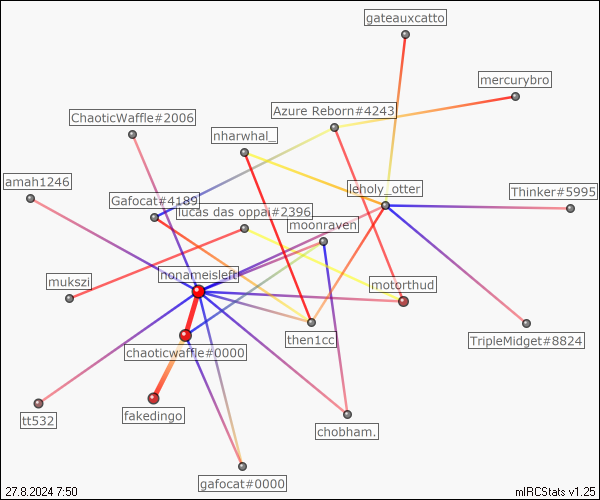 gateauxcatto
mercurybro
Azure Reborn#4243
ChaoticWaffle#2006
nharwhal_
amah1246
leholy_otter
Thinker#5995
Gafocat#4189
lucas das oppai#2396
moonraven
nonameisleft
mukszi
motorthud
then1cc
TripleMidget#8824
chaoticwaffle#0000
fakedingo
tt532
chobham.
gafocat#0000
27.8.2024 7:50
mIRCStats v1.25